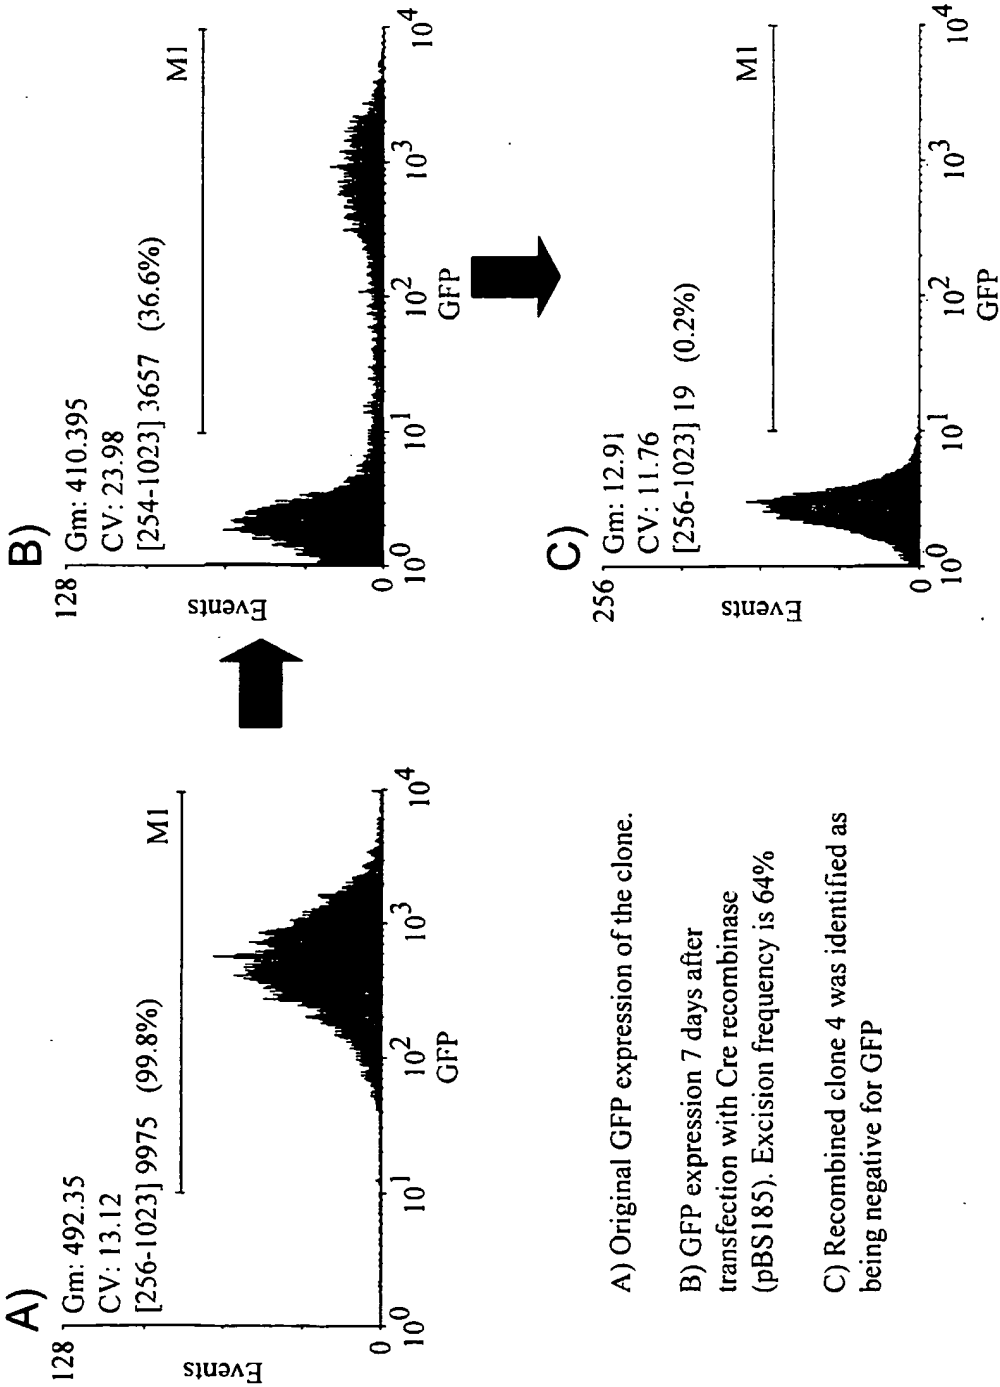 A)
Gm: 492.35
CV: 13.12
[256-1023] 9975 (99.8%)
128
Events
0
M1
10^0 10^1 10^2 10^3 10^4
GFP
B)
Gm: 410.395
CV: 23.98
[254-1023] 3657 (36.6%)
128
Events
0
M1
10^0 10^1 10^2 10^3 10^4
GFP
C)
Gm: 12.91
CV: 11.76
[256-1023] 19 (0.2%)
256
Events
0
M1
10^0 10^1 10^2 10^3 10^4
GFP
A) Original GFP expression of the clone.
B) GFP expression 7 days after
transfection with Cre recombinase
(pBS185). Excision frequency is 64%
C) Recombined clone 4 was identified as
being negative for GFP